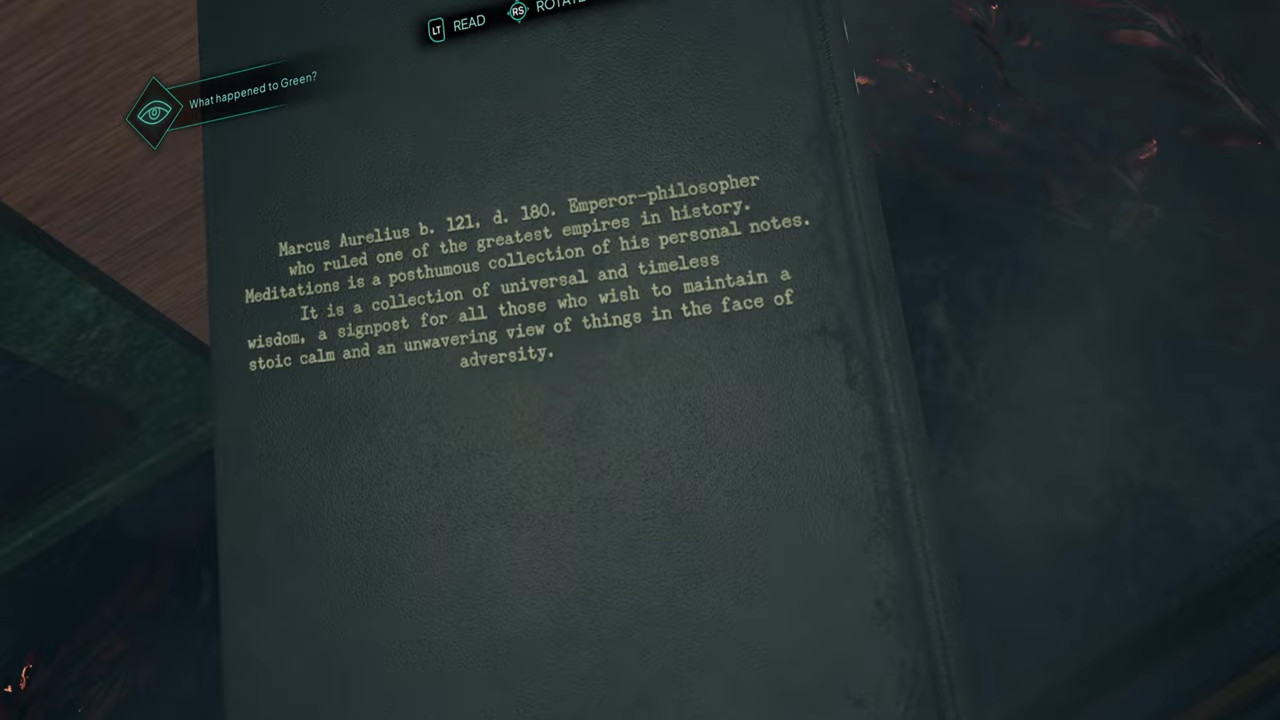 LT READ RS ROTATE
What happened to Green?
Marcus Aurelius b. 121, d. 180. Emperor-philosopher
who ruled one of the greatest empires in history.
Meditations is a posthumous collection of his personal notes.
It is a collection of universal and timeless
wisdom, a signpost for all those who wish to maintain a
stoic calm and an unwavering view of things in the face of
adversity.